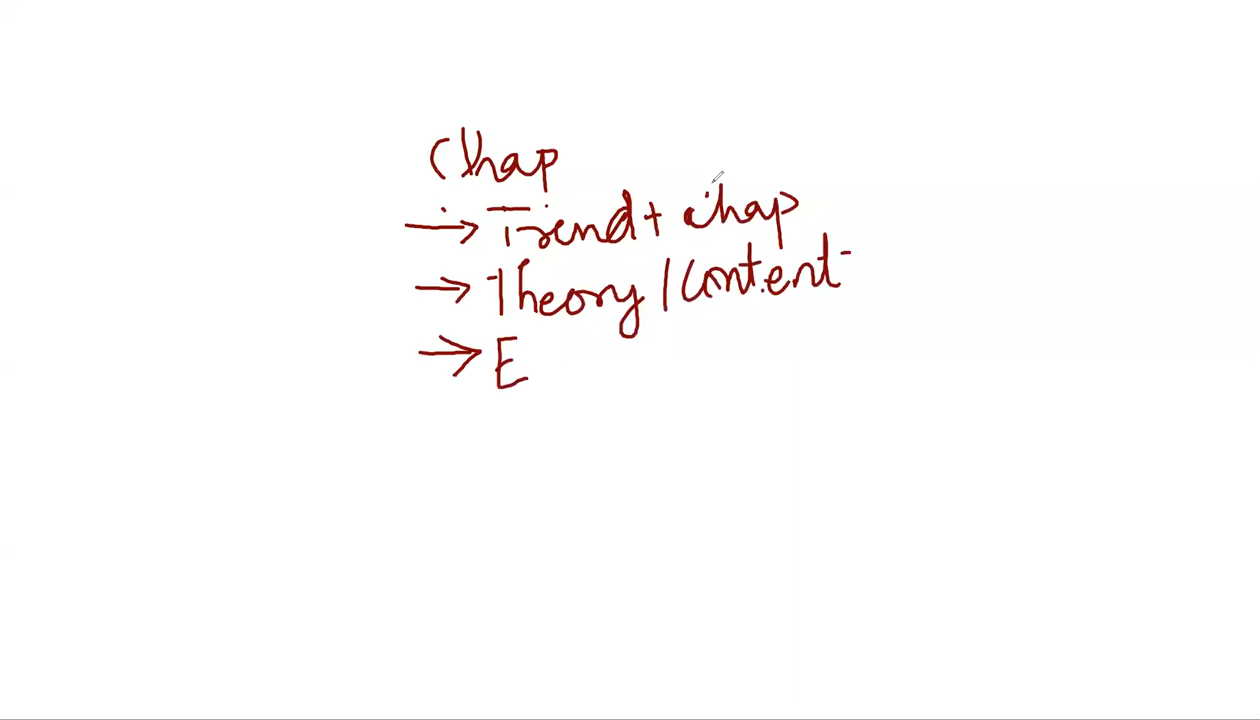 Chap
→ Trend + chap
→ Theory / Content
→ E